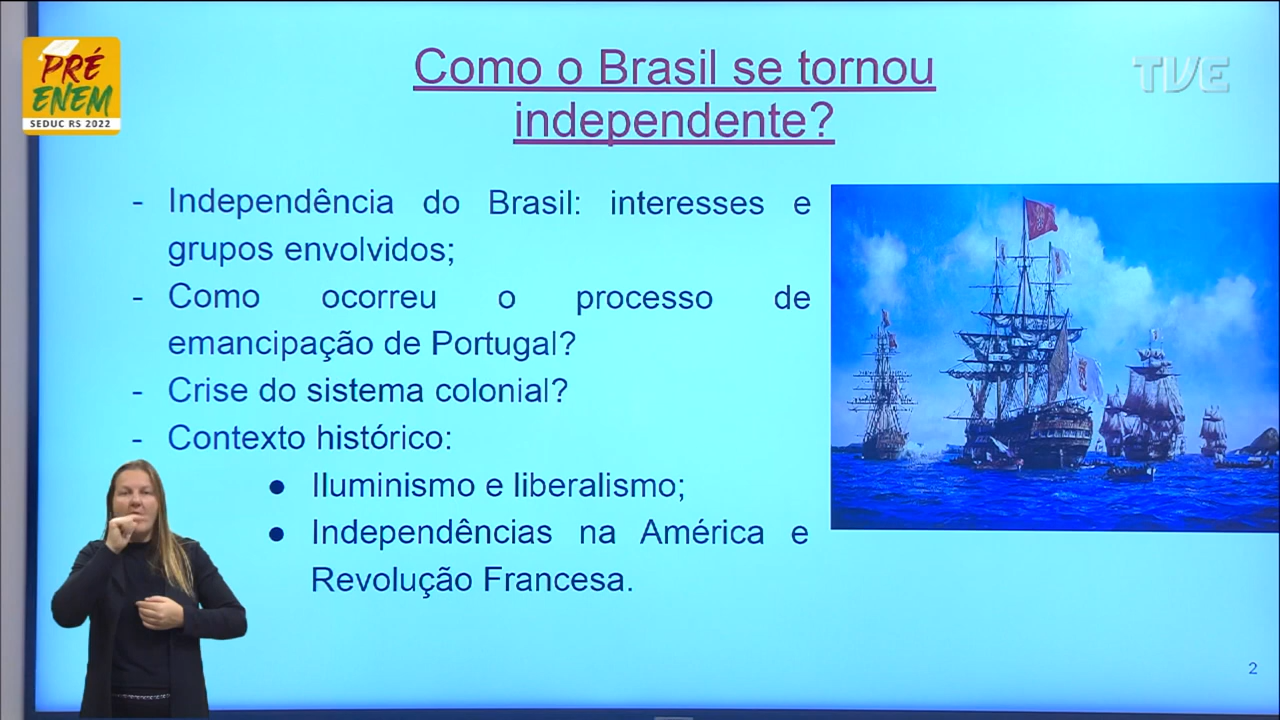 PRÉ
ENEM
SEDUC RS 2022
TVE
Como o Brasil se tornou
independente?
- Independência do Brasil: interesses e
grupos envolvidos;
- Como ocorreu o processo de
emancipação de Portugal?
- Crise do sistema colonial?
- Contexto histórico:
● Iluminismo e liberalismo;
● Independências na América e
Revolução Francesa.
2